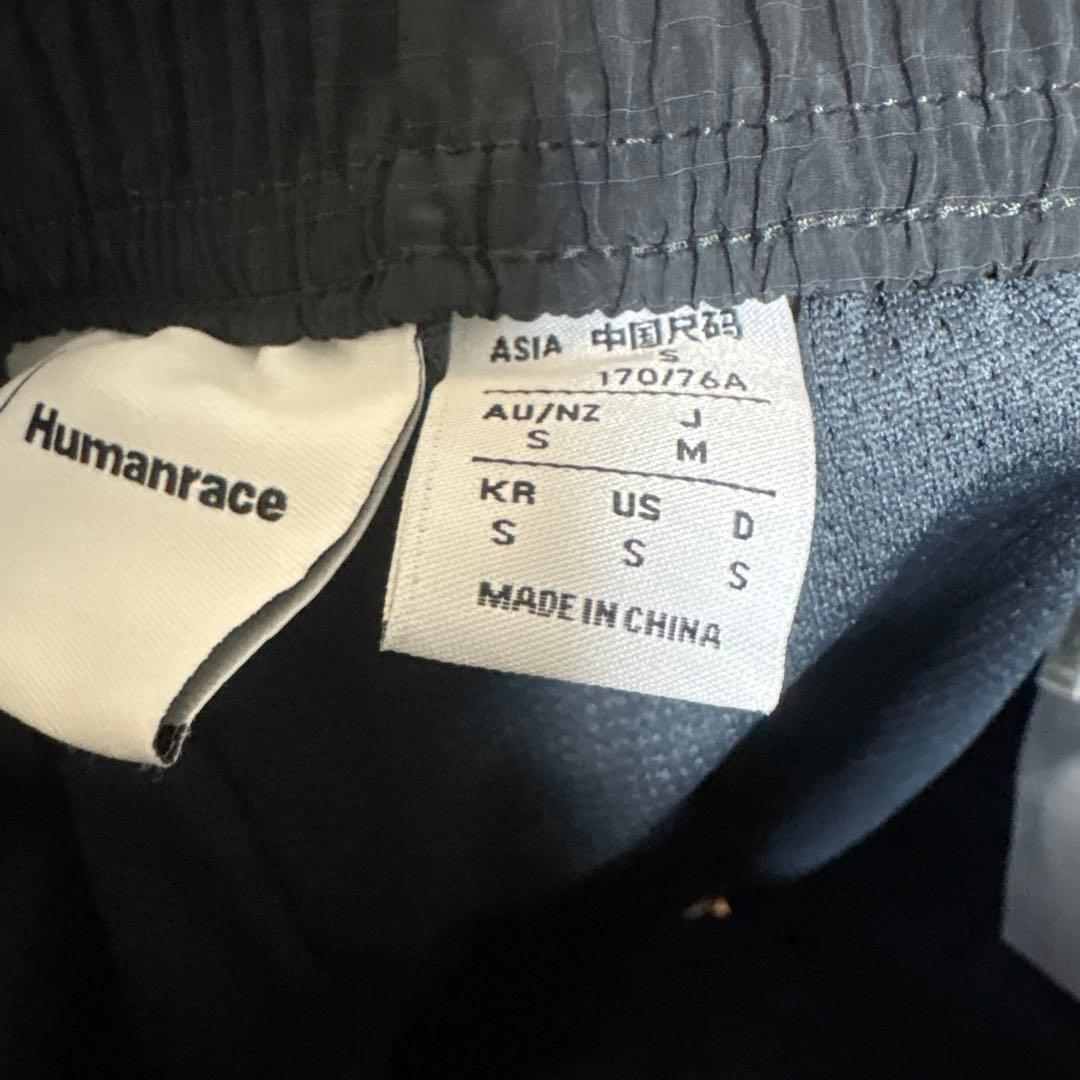 Humanrace
ASIA 中国尺码
S
170/76A
AU/NZ J
S M
KR US D
S S S
MADE IN CHINA